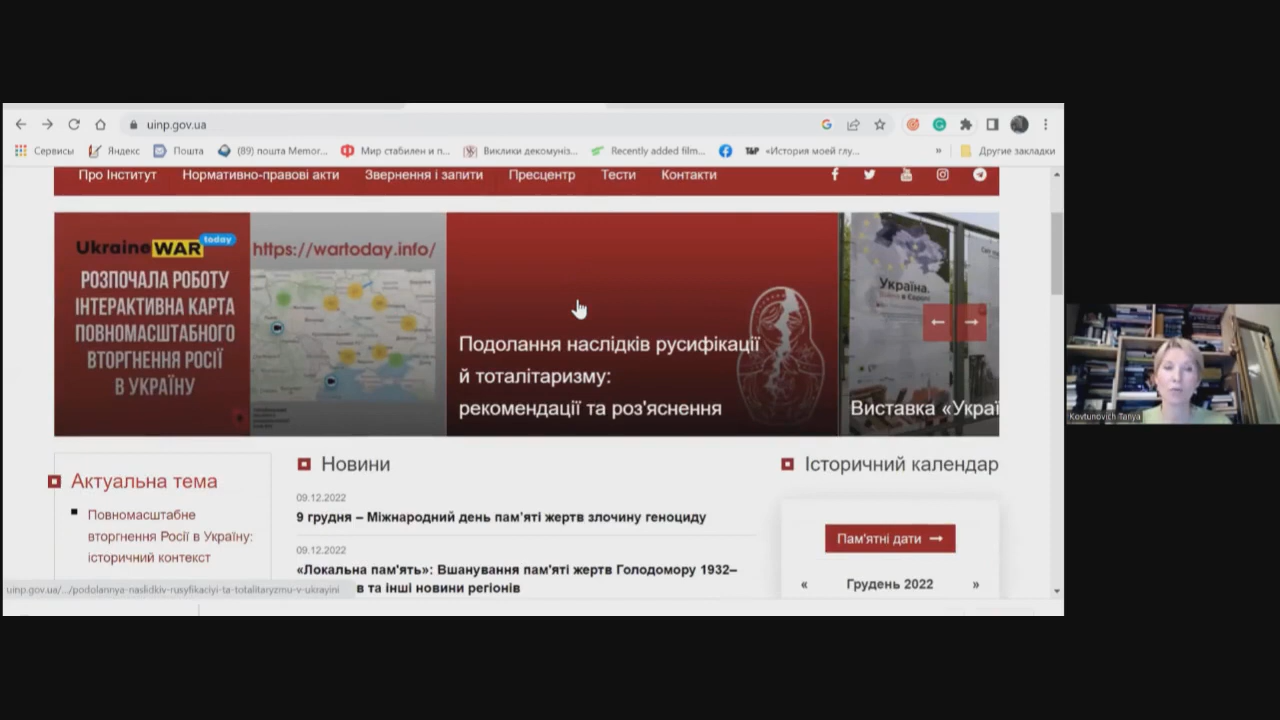 uinp.gov.ua
Сервисы
Яндекс
Пошта
(89) пошта Memor...
Мир стабилен и п...
Виклики декомуніз...
Recently added film...
T&P
«История моей глу...
»
Другие закладки
Про Інститут
Нормативно-правові акти
Звернення і запити
Пресцентр
Тести
Контакти
Ukraine WAR today
РОЗПОЧАЛА РОБОТУ
ІНТЕРАКТИВНА КАРТА
ПОВНОМАСШТАБНОГО
ВТОРГНЕННЯ РОСІЇ
В УКРАЇНУ
https://wartoday.info/
Подолання наслідків русифікації
й тоталітаризму:
рекомендації та роз'яснення
Україна.
Виставка «Украї
Актуальна тема
Повномасштабне
вторгнення Росії в Україну:
історичний контекст
Новини
09.12.2022
9 грудня – Міжнародний день пам'яті жертв злочину геноциду
09.12.2022
«Локальна пам'ять»: Вшанування пам'яті жертв Голодомору 1932–
в та інші новини регіонів
Історичний календар
Пам'ятні дати
«
Грудень 2022
»
uinp.gov.ua/.../podolannya-naslidkiv-rusyfikaciyi-ta-totalitaryzmu-v-ukrayini
Kovtunovich Tanya